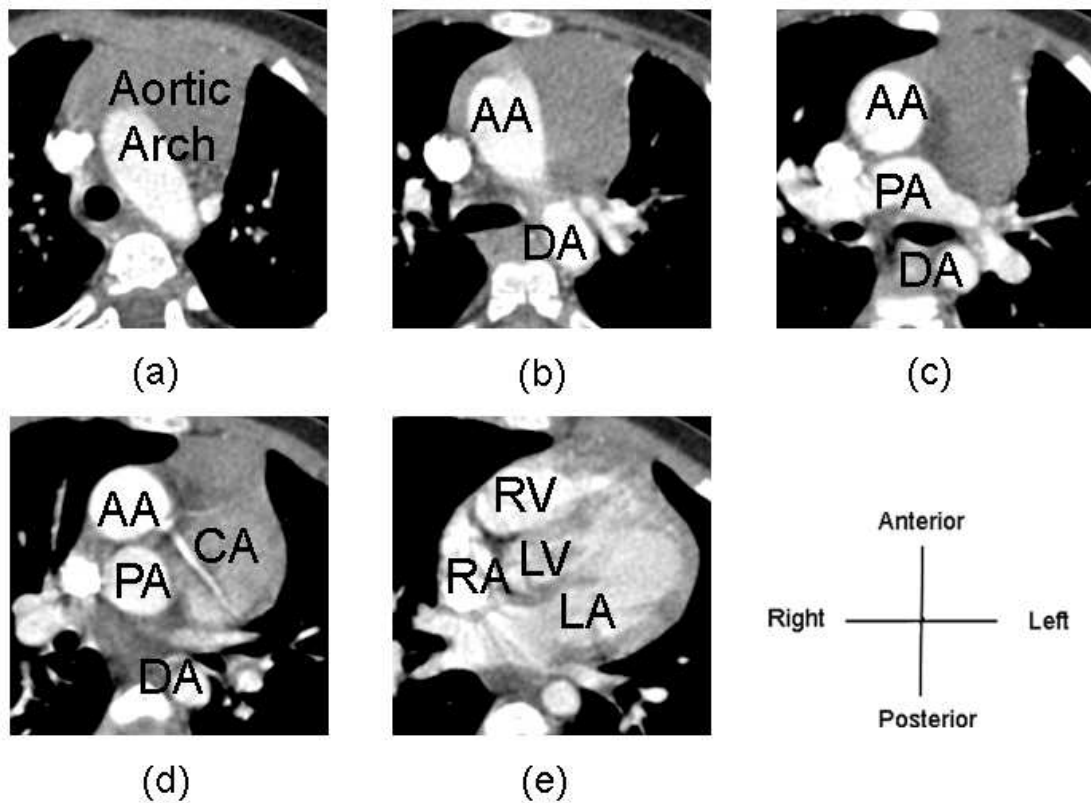 Aortic
Arch
(a)
AA
DA
(b)
AA
PA
DA
(c)
AA
CA
PA
DA
(d)
RV
LV
RA
LA
(e)
Anterior
Right
Left
Posterior